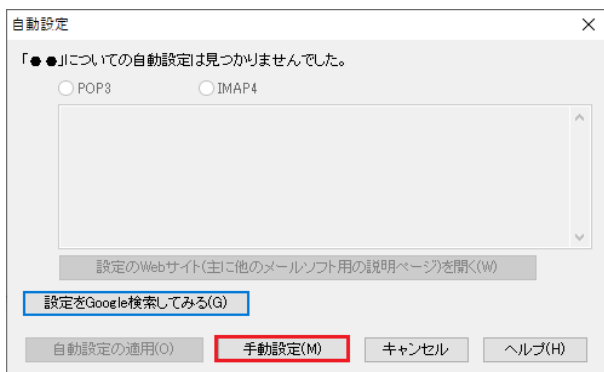 自動設定
「●●」についての自動設定は見つかりませんでした。
POP3 IMAP4
設定のWebサイト(主に他のメールソフト用の説明ページ)を開く(W)
設定をGoogle検索してみる(G)
自動設定の適用(O) 手動設定(M) キャンセル ヘルプ(H)